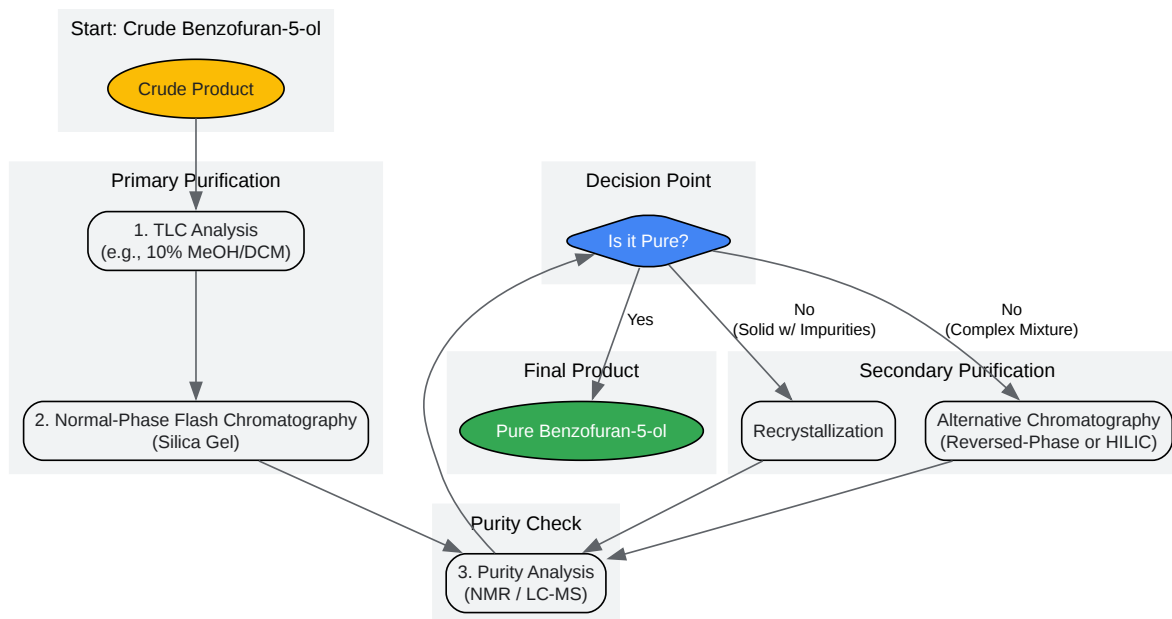 Start: Crude Benzofuran-5-ol
Crude Product
Primary Purification
1. TLC Analysis
(e.g., 10% MeOH/DCM)
2. Normal-Phase Flash Chromatography
(Silica Gel)
Decision Point
Is it Pure?
Yes
No
(Solid w/ Impurities)
No
(Complex Mixture)
Final Product
Pure Benzofuran-5-ol
Secondary Purification
Recrystallization
Alternative Chromatography
(Reversed-Phase or HILIC)
Purity Check
3. Purity Analysis
(NMR / LC-MS)